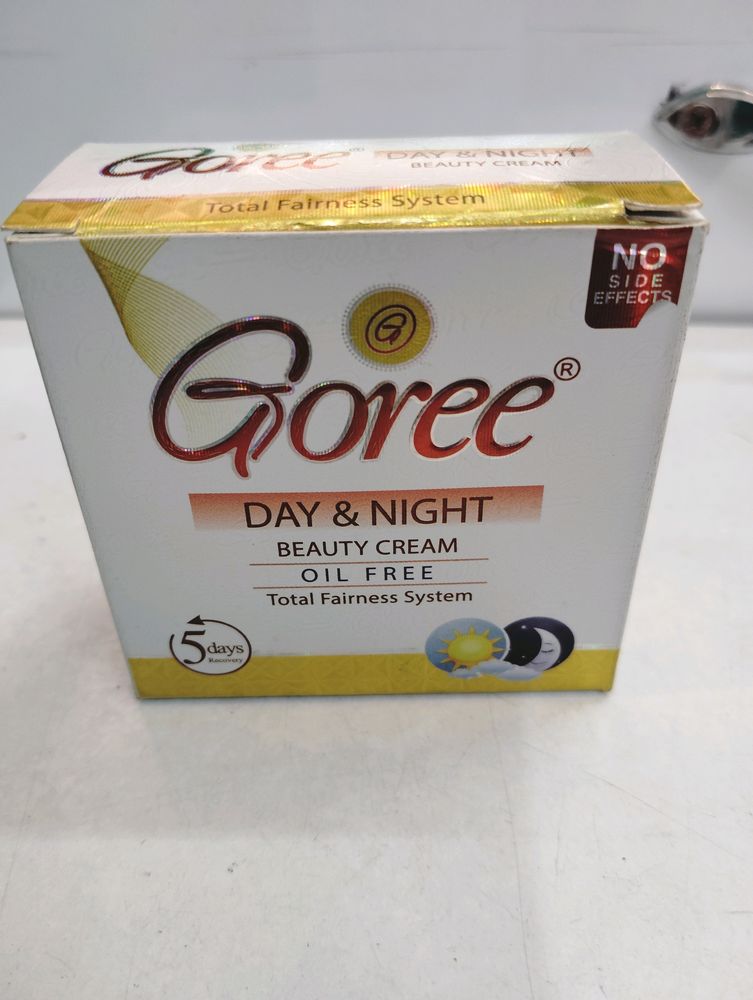 Goree
DAY & NIGHT
BEAUTY CREAM
Total Fairness System
NO
SIDE
EFFECTS
G
Goree®
DAY & NIGHT
BEAUTY CREAM
OIL FREE
Total Fairness System
5 days
Recovery